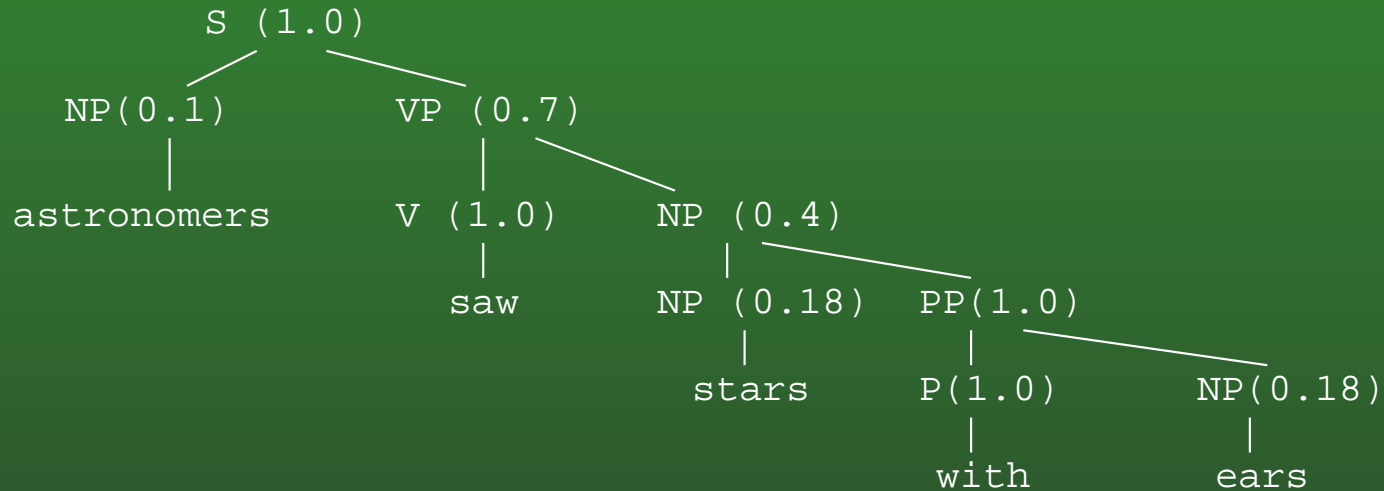 S (1.0)
NP(0.1) VP (0.7)
astronomers V (1.0) NP (0.4)
saw NP (0.18) PP(1.0)
stars P(1.0) NP(0.18)
with ears